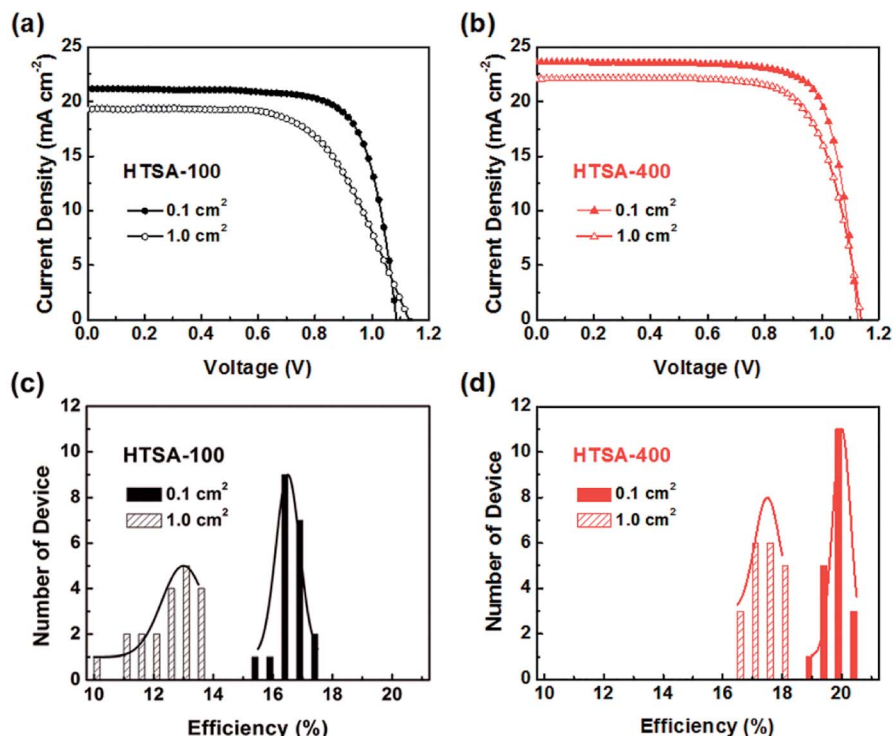 (a)
25
20
15
10
5
0
Current Density (mA cm⁻²)
HTSA-100
0.1 cm²
1.0 cm²
0.0 0.2 0.4 0.6 0.8 1.0 1.2
Voltage (V)
(b)
25
20
15
10
5
0
Current Density (mA cm⁻²)
HTSA-400
0.1 cm²
1.0 cm²
0.0 0.2 0.4 0.6 0.8 1.0 1.2
Voltage (V)
(c)
12
10
8
6
4
2
0
Number of Device
HTSA-100
0.1 cm²
1.0 cm²
10 12 14 16 18 20
Efficiency (%)
(d)
12
10
8
6
4
2
0
Number of Device
HTSA-400
0.1 cm²
1.0 cm²
10 12 14 16 18 20
Efficiency (%)